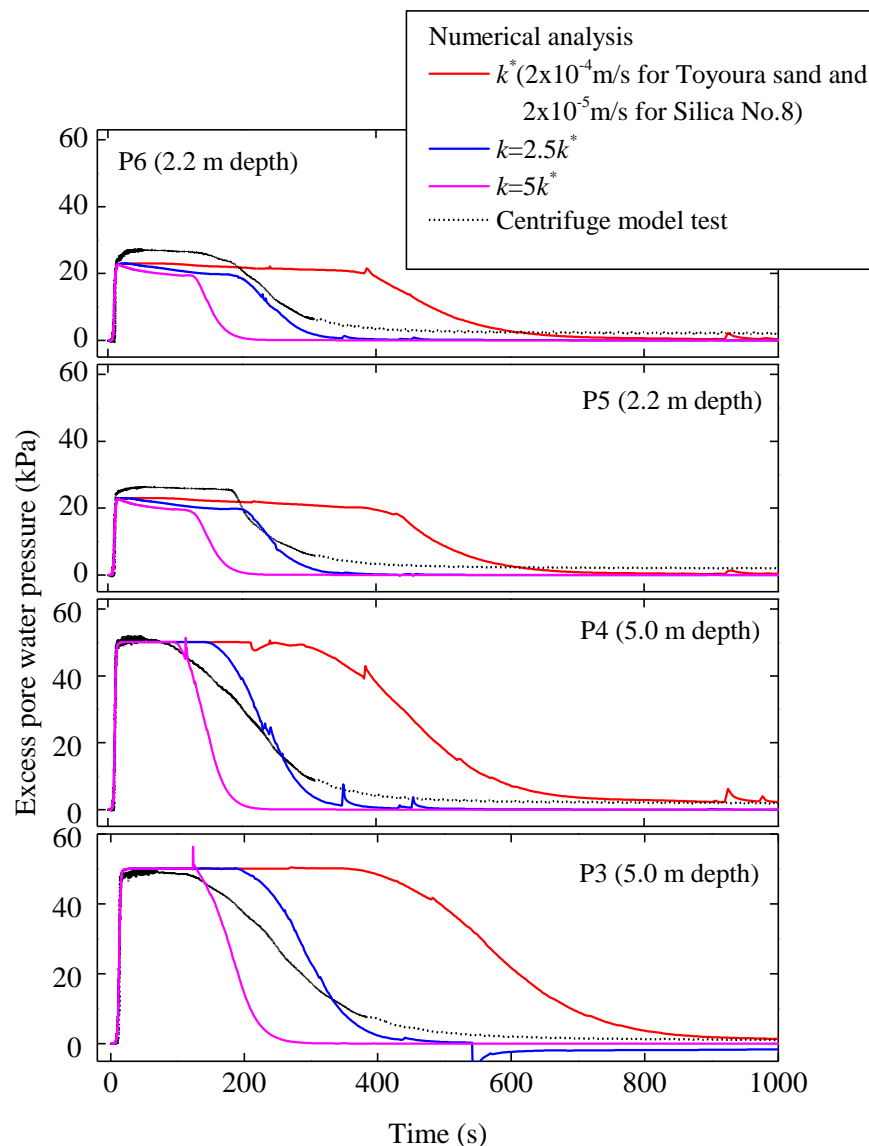 Numerical analysis
k*(2x10⁻⁴m/s for Toyoura sand and
2x10⁻⁵m/s for Silica No.8)
k=2.5k*
k=5k*
Centrifuge model test
60
40
20
0
P6 (2.2 m depth)
60
40
20
0
P5 (2.2 m depth)
60
40
20
0
P4 (5.0 m depth)
60
40
20
0
P3 (5.0 m depth)
Excess pore water pressure (kPa)
0 200 400 600 800 1000
Time (s)